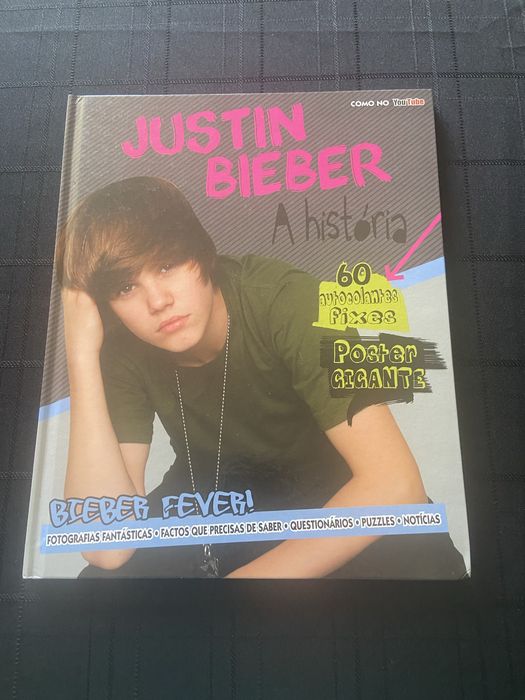 COMO NO YouTube
JUSTIN
BIEBER
A história
60
autocolantes
fixes
Poster
GIGANTE
BIEBER FEVER!
FOTOGRAFIAS FANTÁSTICAS • FACTOS QUE PRECISAS DE SABER • QUESTIONÁRIOS • PUZZLES • NOTÍCIAS